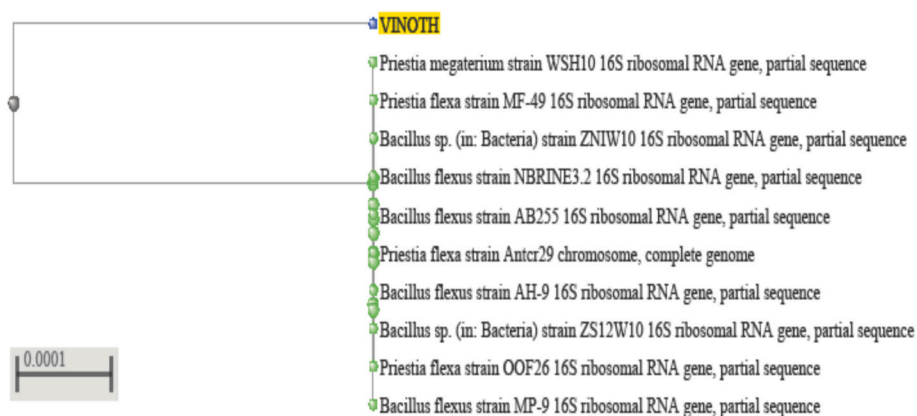 VINOTH
Priestia megaterium strain WSH10 16S ribosomal RNA gene, partial sequence
Priestia flexa strain MF-49 16S ribosomal RNA gene, partial sequence
Bacillus sp. (in: Bacteria) strain ZNIW10 16S ribosomal RNA gene, partial sequence
Bacillus flexus strain NBRINE3.2 16S ribosomal RNA gene, partial sequence
Bacillus flexus strain AB255 16S ribosomal RNA gene, partial sequence
Priestia flexa strain Antcr29 chromosome, complete genome
Bacillus flexus strain AH-9 16S ribosomal RNA gene, partial sequence
Bacillus sp. (in: Bacteria) strain ZS12W10 16S ribosomal RNA gene, partial sequence
Priestia flexa strain OOF26 16S ribosomal RNA gene, partial sequence
Bacillus flexus strain MP-9 16S ribosomal RNA gene, partial sequence
0.0001